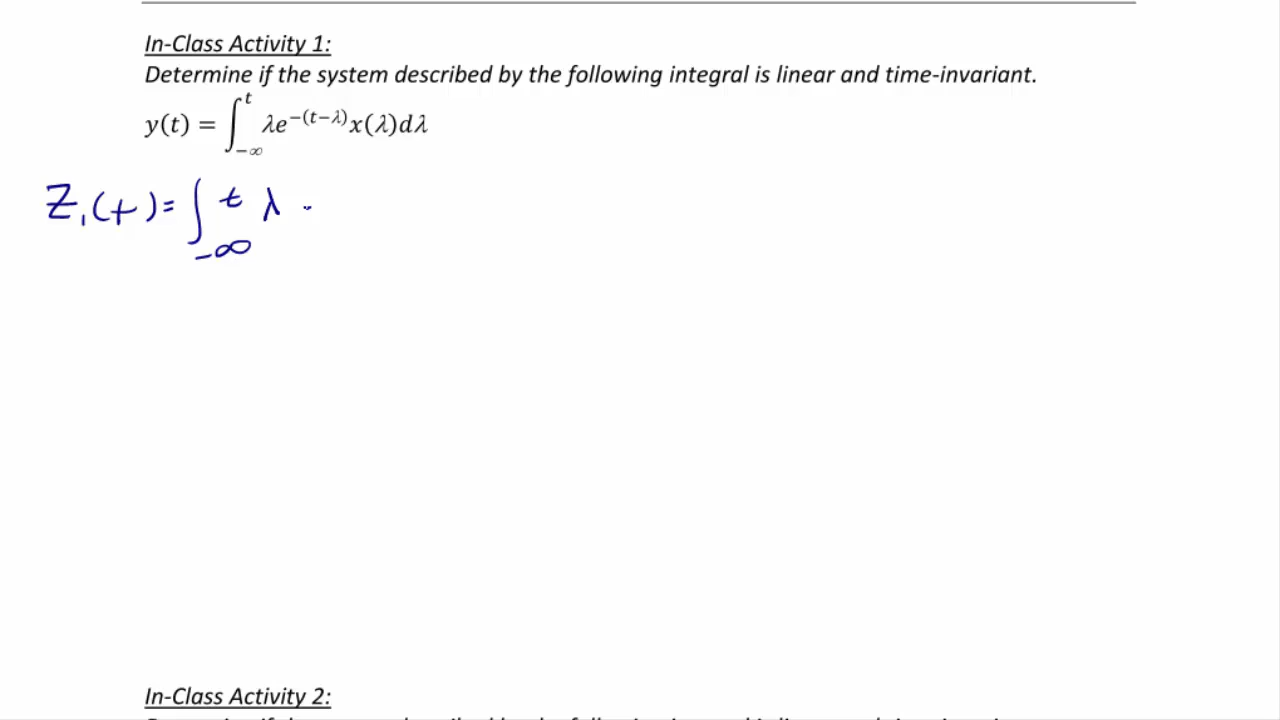 In-Class Activity 1:
Determine if the system described by the following integral is linear and time-invariant.
y(t) = ∫_{-∞}^{t} λe^{-(t-λ)}x(λ)dλ
Z₁(t) = ∫_{-∞}^{t} λ
In-Class Activity 2: